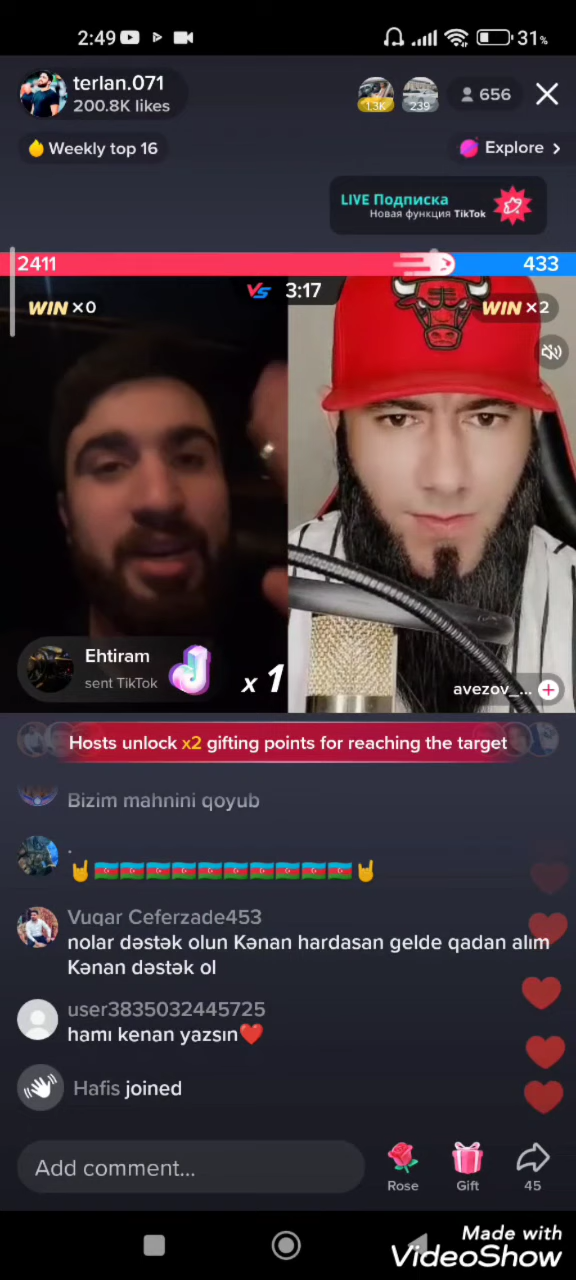 2:49
31%
terlan.071
200.8K likes
1.3K
239
656
Weekly top 16
Explore >
LIVE Подписка
Новая функция TikTok
2411
433
VS 3:17
WIN x0
WIN x2
Ehtiram
sent TikTok
x 1
avezov_...
Hosts unlock x2 gifting points for reaching the target
Bizim mahnini qoyub
.
🤘🇦🇿🇦🇿🇦🇿🇦🇿🇦🇿🇦🇿🇦🇿🇦🇿🇦🇿🇦🇿🤘
Vuqar Ceferzade453
nolar dəstək olun Kənan hardasan gelde qadan alım
Kənan dəstək ol
user3835032445725
hamı kenan yazsın❤️
Hafis joined
Add comment...
Rose
Gift
45
Made with
VideoShow